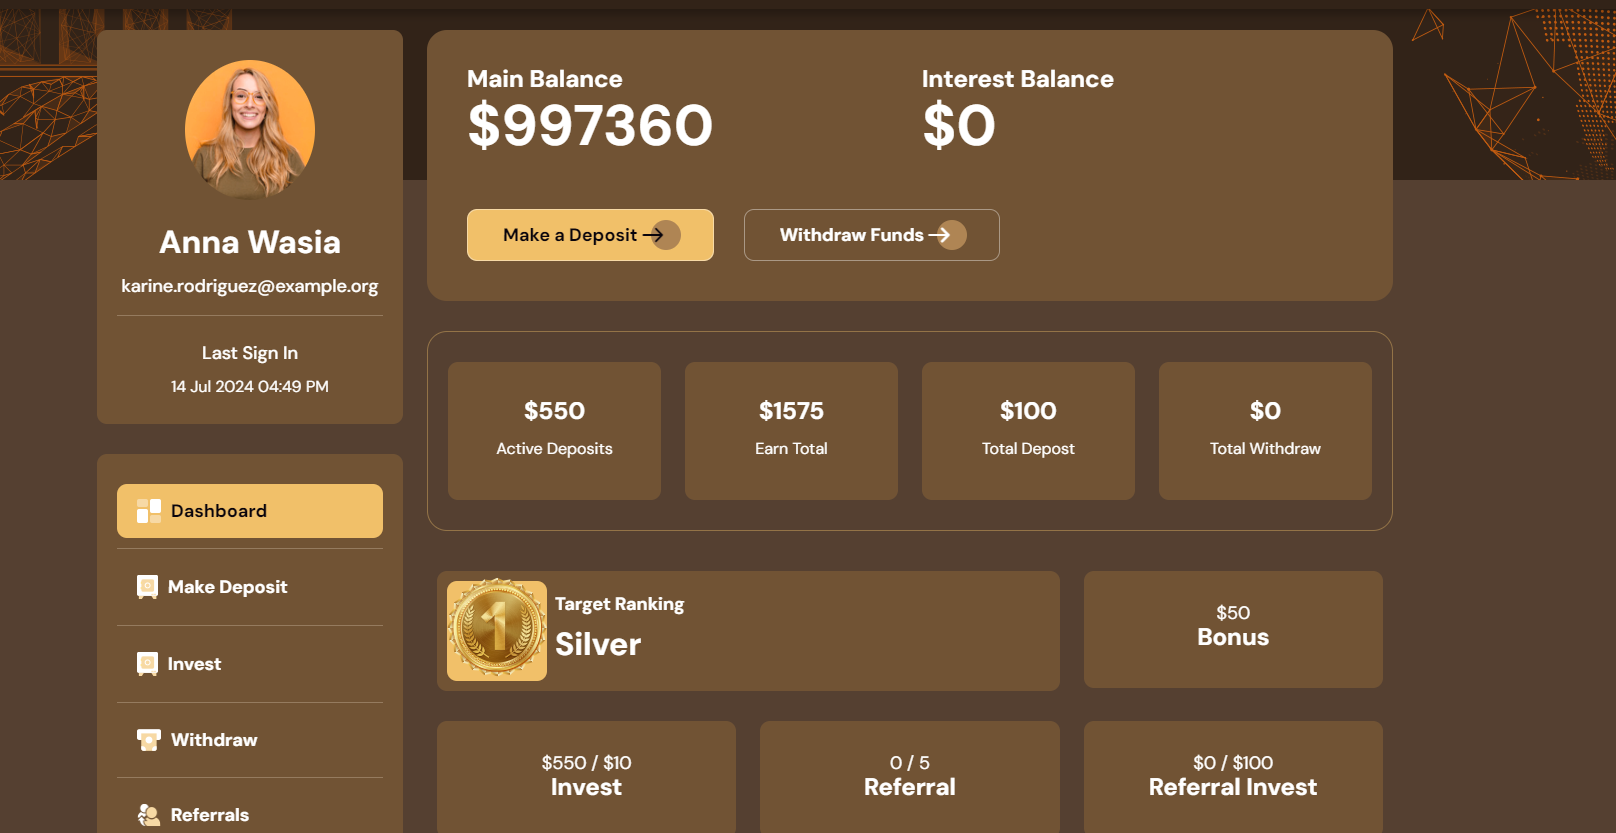 Anna Wasia
karine.rodriguez@example.org
Last Sign In
14 Jul 2024 04:49 PM
Dashboard
Make Deposit
Invest
Withdraw
Referrals
Main Balance
$997360
Interest Balance
$0
Make a Deposit
Withdraw Funds
$550
Active Deposits
$1575
Earn Total
$100
Total Depost
$0
Total Withdraw
1
Target Ranking
Silver
$50
Bonus
$550 / $10
Invest
0 / 5
Referral
$0 / $100
Referral Invest